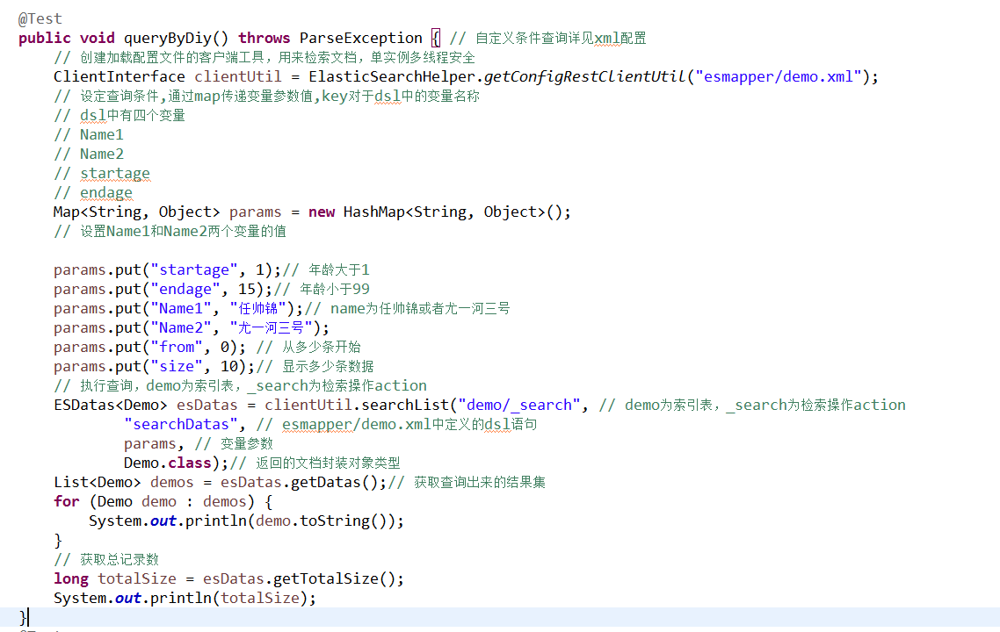 @Test
public void queryByDiy() throws ParseException { // 自定义条件查询详见xml配置
// 创建加载配置文件的客户端工具，用来检索文档，单实例多线程安全
ClientInterface clientUtil = ElasticSearchHelper.getConfigRestClientUtil("esmapper/demo.xml");
// 设定查询条件,通过map传递变量参数值,key对于dsl中的变量名称
// dsl中有四个变量
// Name1
// Name2
// startage
// endage
Map<String, Object> params = new HashMap<String, Object>();
// 设置Name1和Name2两个变量的值
params.put("startage", 1);// 年龄大于1
params.put("endage", 15);// 年龄小于99
params.put("Name1", "任帅锦");// name为任帅锦或者尤一河三号
params.put("Name2", "尤一河三号");
params.put("from", 0); // 从多少条开始
params.put("size", 10);// 显示多少条数据
// 执行查询，demo为索引表，_search为检索操作action
ESDatas<Demo> esDatas = clientUtil.searchList("demo/_search", // demo为索引表，_search为检索操作action
"searchDatas", // esmapper/demo.xml中定义的dsl语句
params, // 变量参数
Demo.class);// 返回的文档封装对象类型
List<Demo> demos = esDatas.getDatas();// 获取查询出来的结果集
for (Demo demo : demos) {
System.out.println(demo.toString());
}
// 获取总记录数
long totalSize = esDatas.getTotalSize();
System.out.println(totalSize);
}